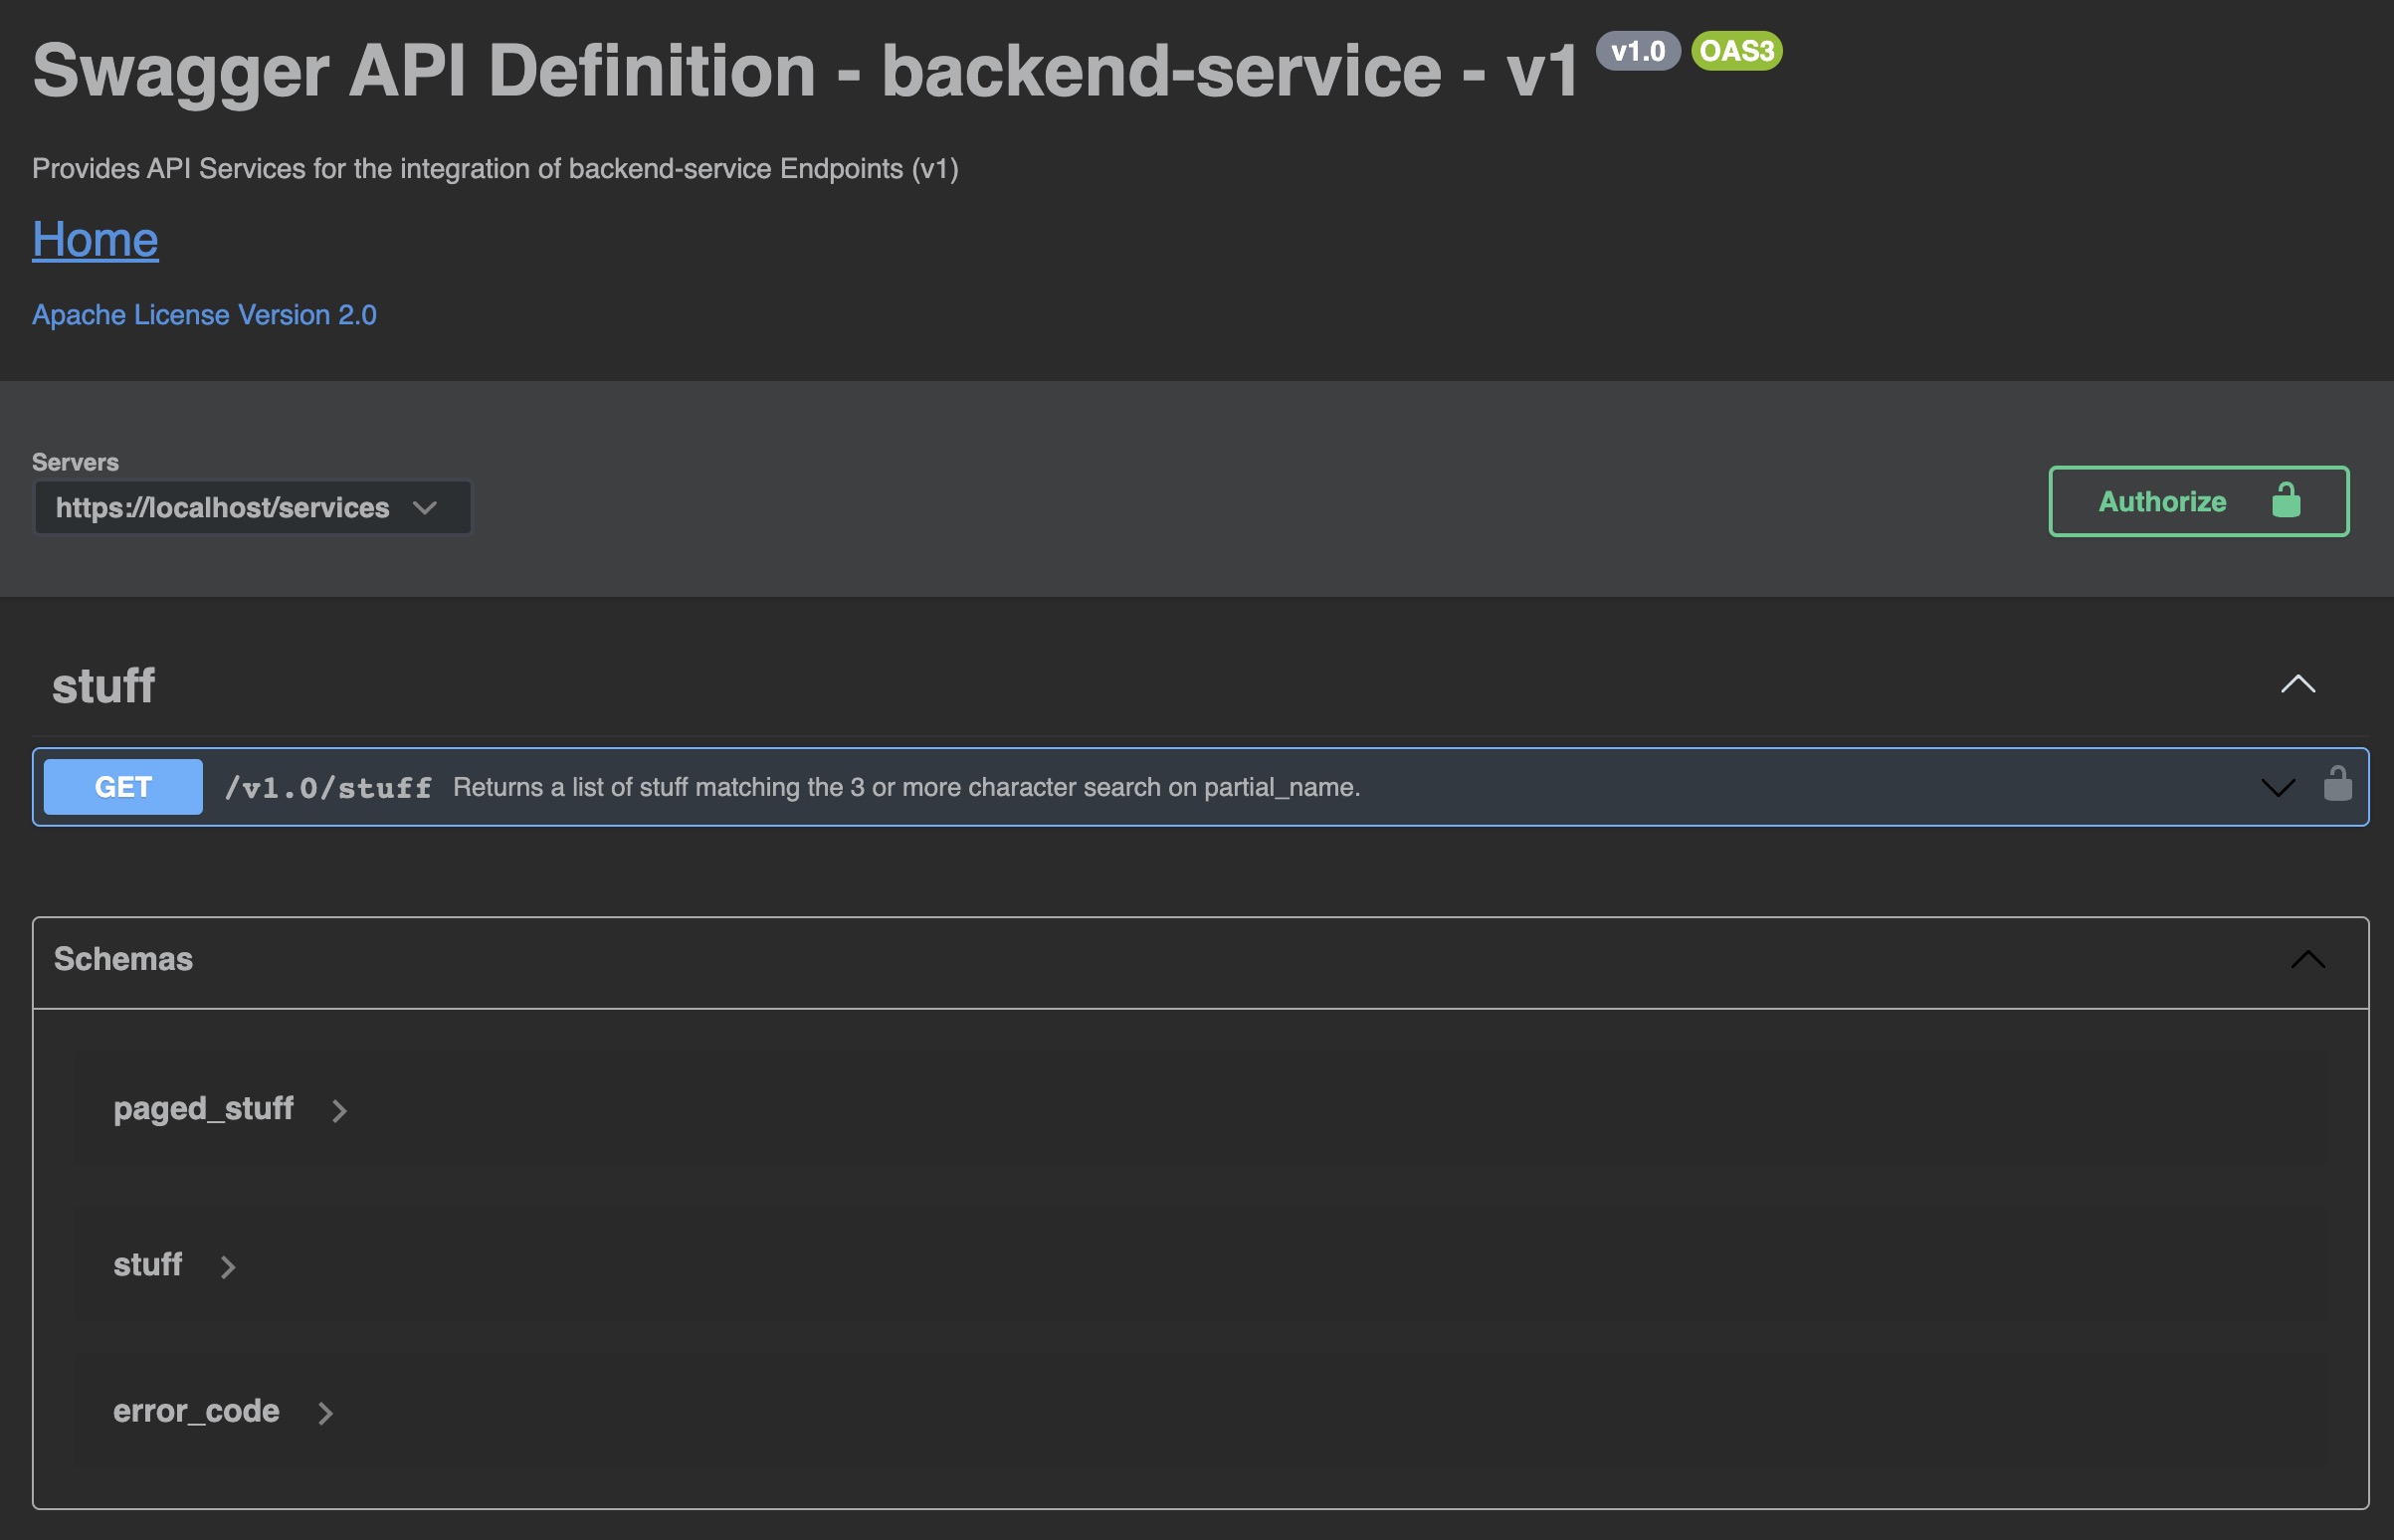 Swagger API Definition - backend-service - v1 v1.0 OAS3
Provides API Services for the integration of backend-service Endpoints (v1)
Home
Apache License Version 2.0
Servers
https://localhost/services
Authorize
stuff
GET /v1.0/stuff Returns a list of stuff matching the 3 or more character search on partial_name.
Schemas
paged_stuff
stuff
error_code